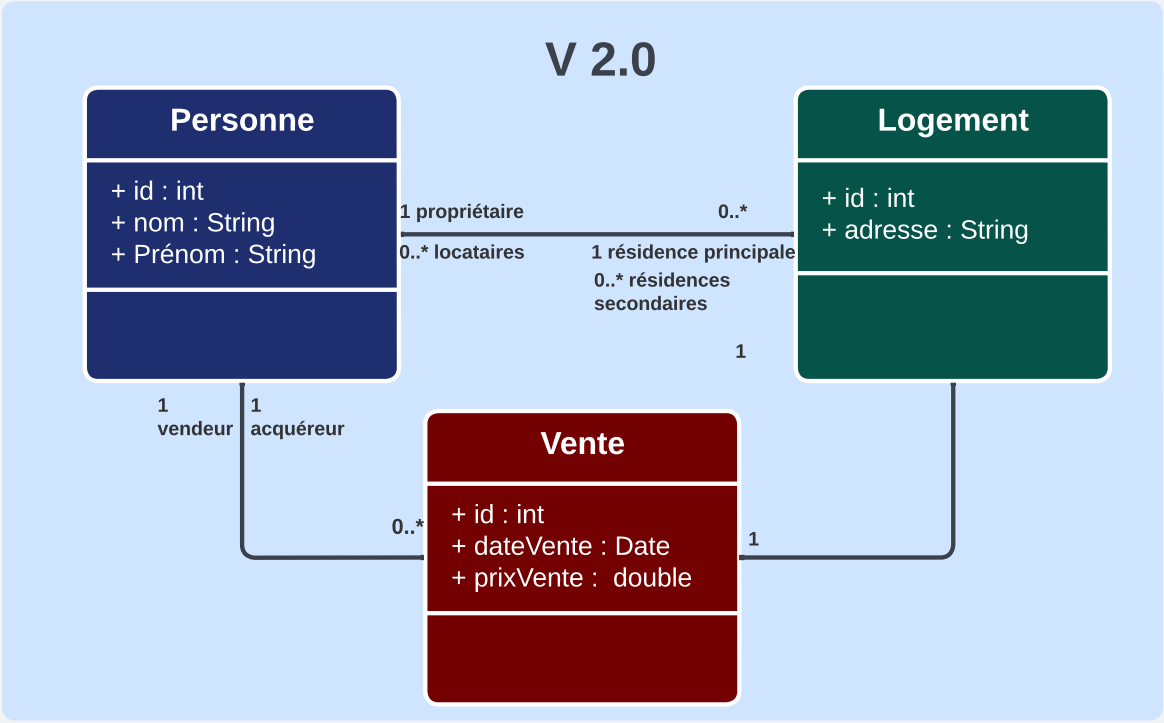 V 2.0
Personne
+ id : int
+ nom : String
+ Prénom : String
Logement
+ id : int
+ adresse : String
1 propriétaire
0..*
0..* locataires
1 résidence principale
0..* résidences
secondaires
1
1
vendeur
1
acquéreur
Vente
+ id : int
+ dateVente : Date
+ prixVente :  double
0..*
1